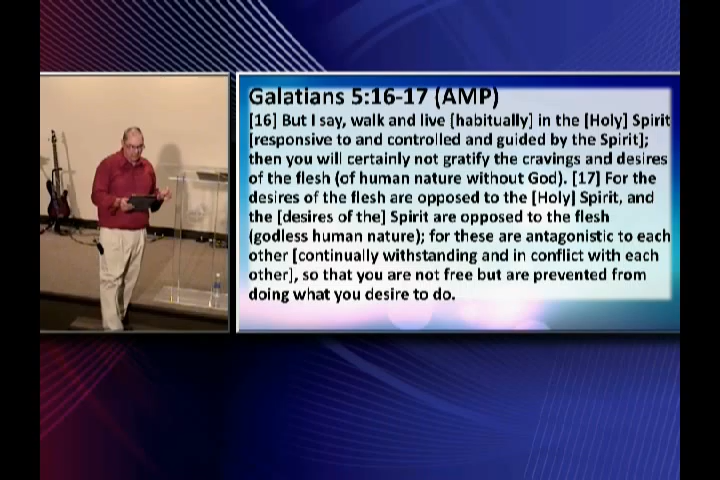 Galatians 5:16-17 (AMP)
[16] But I say, walk and live [habitually] in the [Holy] Spirit
[responsive to and controlled and guided by the Spirit];
then you will certainly not gratify the cravings and desires
of the flesh (of human nature without God). [17] For the
desires of the flesh are opposed to the [Holy] Spirit, and
the [desires of the] Spirit are opposed to the flesh
(godless human nature); for these are antagonistic to each
other [continually withstanding and in conflict with each
other], so that you are not free but are prevented from
doing what you desire to do.